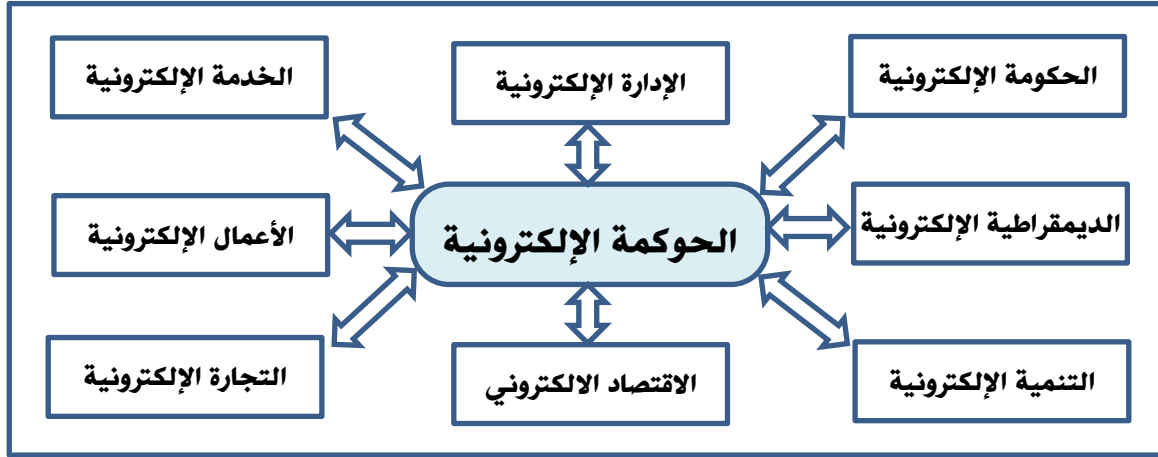 الحكومة الإلكترونية
الإدارة الإلكترونية
الخدمة الإلكترونية
الديمقراطية الإلكترونية
الحوكمة الإلكترونية
الأعمال الإلكترونية
التنمية الإلكترونية
الاقتصاد الالكتروني
التجارة الإلكترونية